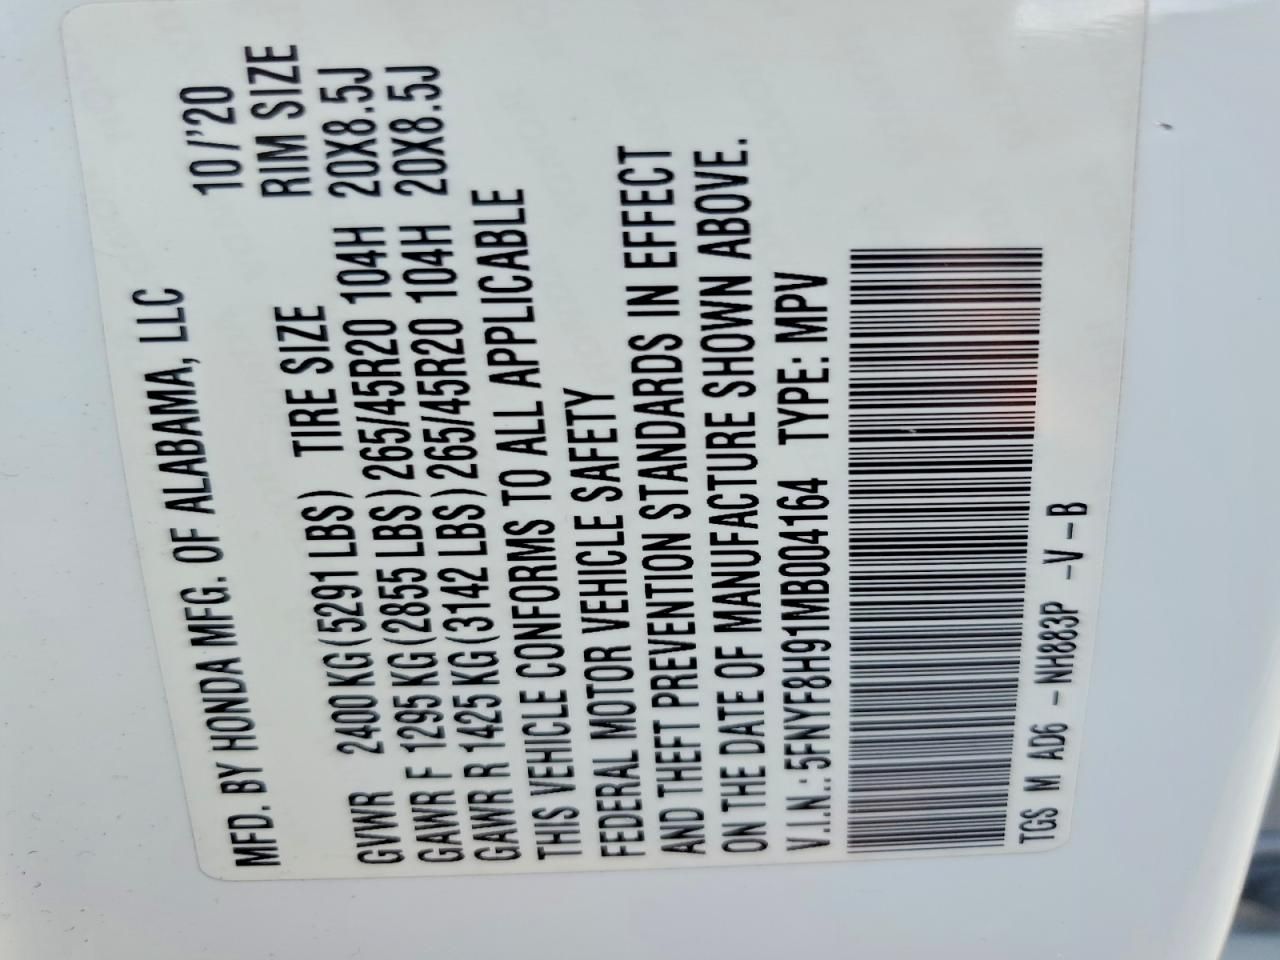 MFD. BY HONDA MFG. OF ALABAMA, LLC 10/'20
TIRE SIZE RIM SIZE
GVWR 2400 KG (5291 LBS)
GAWR F 1295 KG (2855 LBS) 265/45R20 104H 20X8.5J
GAWR R 1425 KG (3142 LBS) 265/45R20 104H 20X8.5J
THIS VEHICLE CONFORMS TO ALL APPLICABLE
FEDERAL MOTOR VEHICLE SAFETY
AND THEFT PREVENTION STANDARDS IN EFFECT
ON THE DATE OF MANUFACTURE SHOWN ABOVE.
V.I.N.: 5FNYF8H91MB004164 TYPE: MPV
TGS M AD6 - NH883P - V - B